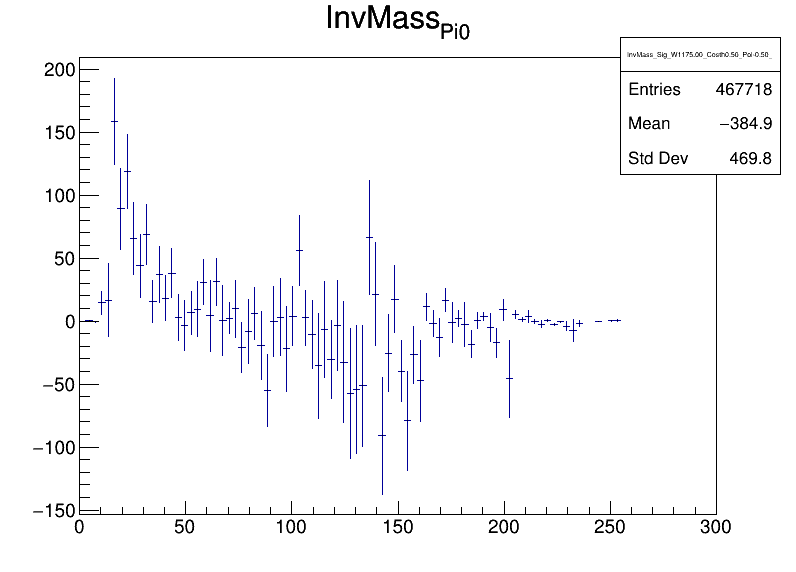 InvMass_Pi0
InvMass_Sig_W1175.00_Costh0.50_Pol-0.50_
Entries 467718
Mean −384.9
Std Dev 469.8
200
150
100
50
0
−50
−100
−150
0 50 100 150 200 250 300